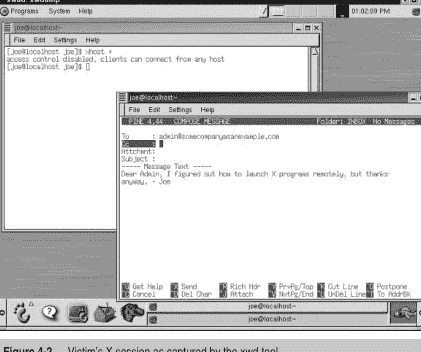 xwud: xwdump
Programs System Help 01:02:09 PM
joe@localhost:~
File Edit Settings Help
[joe@localhost joe]$ xhost +
access control disabled, clients can connect from any host
[joe@localhost joe]$
joe@localhost:~
File Edit Settings Help
PINE 4.44 COMPOSE MESSAGE Folder: INBOX No Messages
To : admin@somecompanyasanexample.com
Cc :
Attchmnt:
Subject :
----- Message Text -----
Dear Admin, I figured out how to launch X programs remotely, but thanks
anyway. - Joe
^G Get Help ^X Send ^R Rich Hdr ^Y PrvPg/Top ^K Cut Line ^O Postpone
^C Cancel ^D Del Char ^J Attach ^V NxtPg/End ^U UnDel Line ^T To AddrBk
joe@localhost:~
joe@localhost:~
Figure 4-2 Victim's X session as captured by the xwd tool